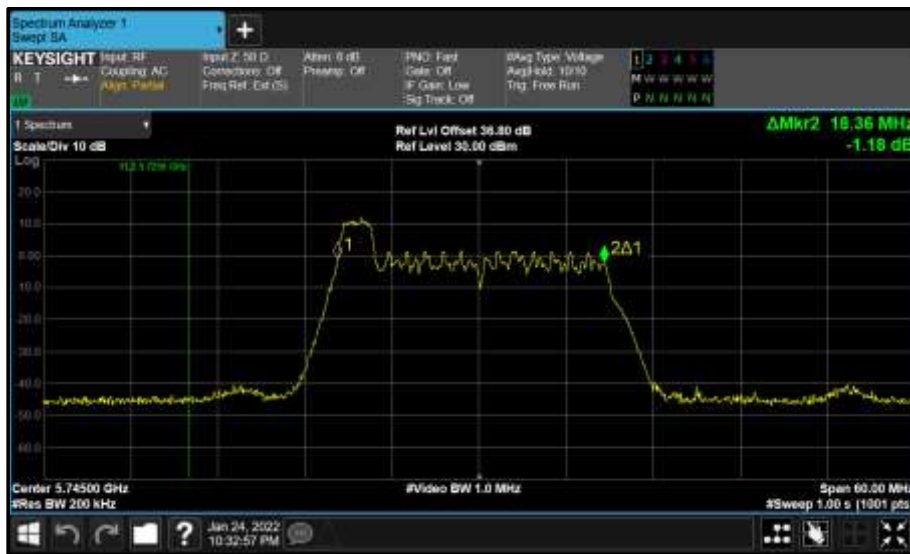 Spectrum Analyzer 1
Swept SA
+
KEYSIGHT
R T
Input: RF
Coupling: AC
Align: Partial
Input Z: 50 Ω
Corrections: Off
Freq Ref: Ext (S)
Atten: 6 dB
Preamp: Off
PNO: Fast
Gate: Off
IF Gain: Low
Sig Track: Off
#Avg Type: Voltage
Avg|Hold: 10/10
Trig: Free Run
1 2 3 4 5 6
M W W W W W
P N N N N N
1 Spectrum
Scale/Div 10 dB
Ref Lvl Offset 36.80 dB
Ref Level 30.00 dBm
ΔMkr2 18.36 MHz
-1.18 dB
Log
20.0
10.0
0.00
-10.0
-20.0
-30.0
-40.0
-50.0
-60.0
1
2Δ1
Center 5.74500 GHz
#Res BW 200 kHz
#Video BW 1.0 MHz
Span 60.00 MHz
#Sweep 1.00 s (1001 pts)
?
Jan 24, 2022
10:32:57 PM